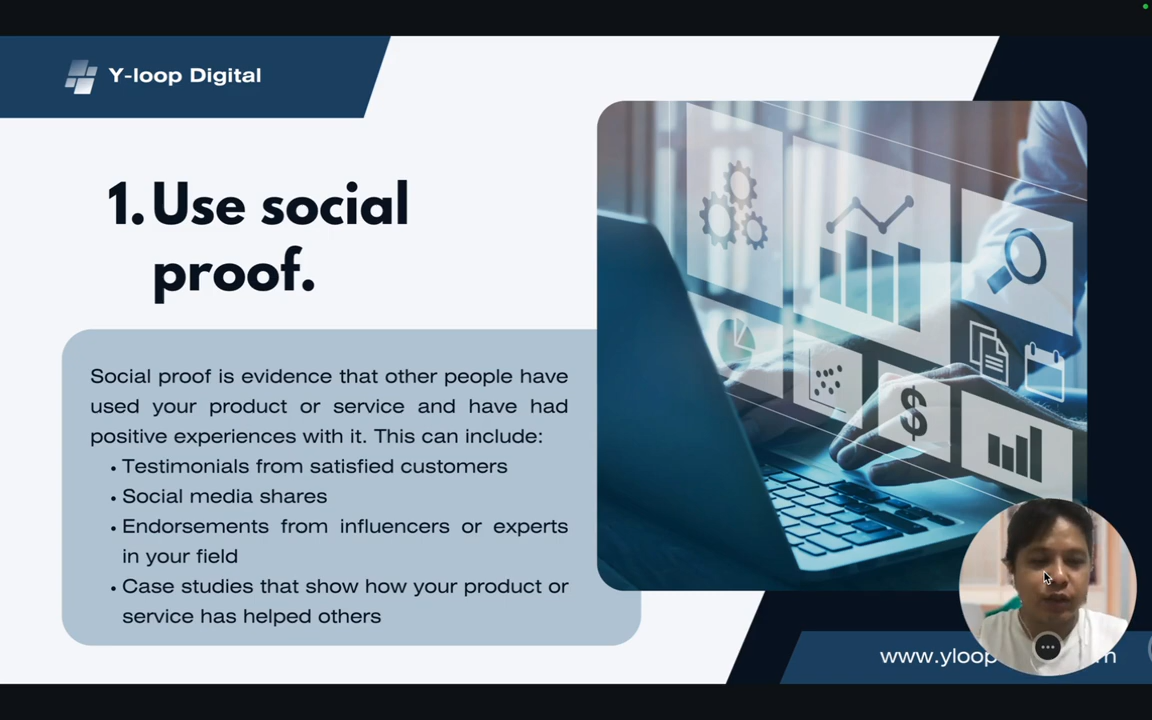 Y-loop Digital
1. Use social
proof.
Social proof is evidence that other people have
used your product or service and have had
positive experiences with it. This can include:
• Testimonials from satisfied customers
• Social media shares
• Endorsements from influencers or experts
in your field
• Case studies that show how your product or
service has helped others
$
www.yloop